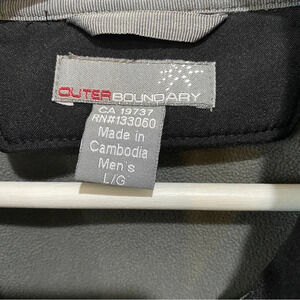 OUTERBOUNDARY
CA 19737
RN#133060
Made in
Cambodia
Men's
L/G